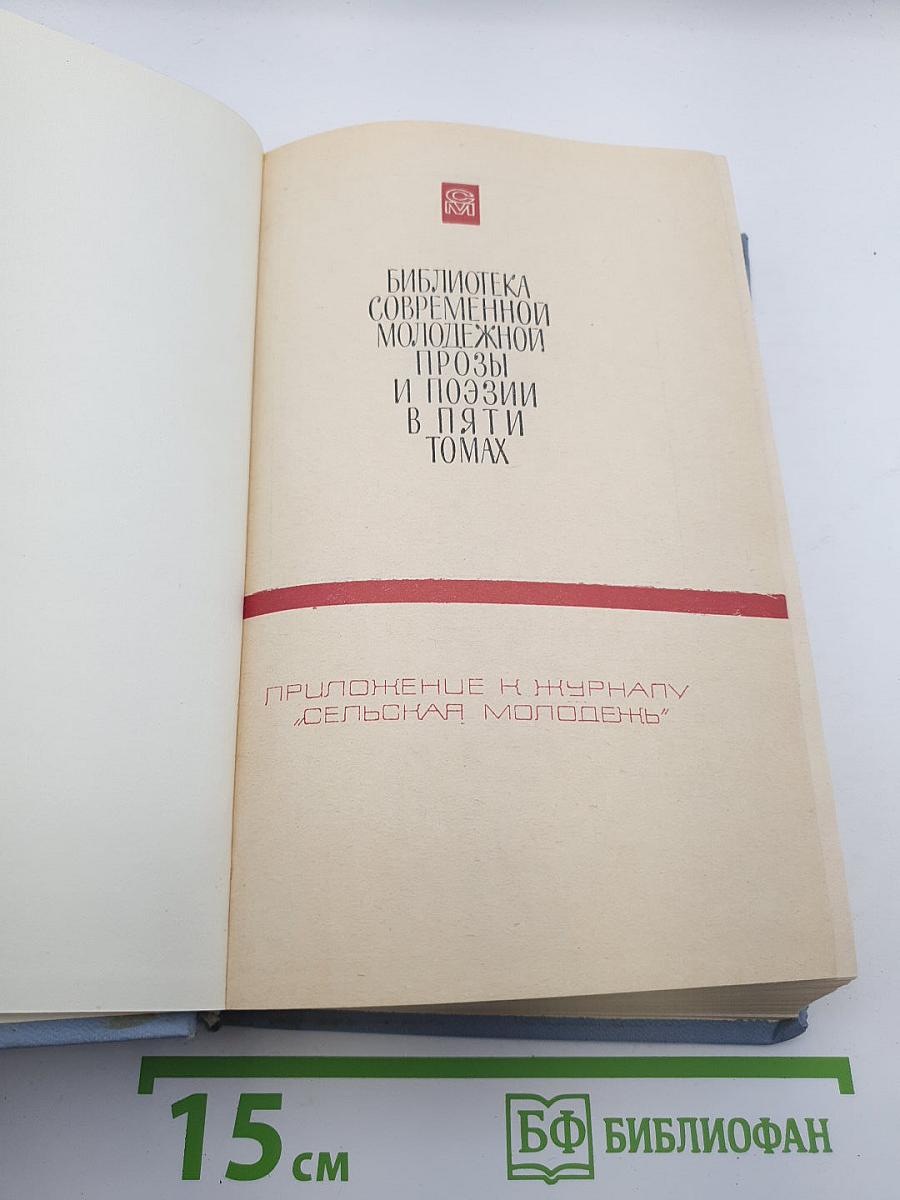 СМ
БИБЛИОТЕКА
СОВРЕМЕННОЙ
МОЛОДЕЖНОЙ
ПРОЗЫ
И ПОЭЗИИ
В ПЯТИ
ТОМАХ
ПРИЛОЖЕНИЕ К ЖУРНАЛУ
„СЕЛЬСКАЯ МОЛОДЕЖЬ"
15 см
БФ БИБЛИОФАН